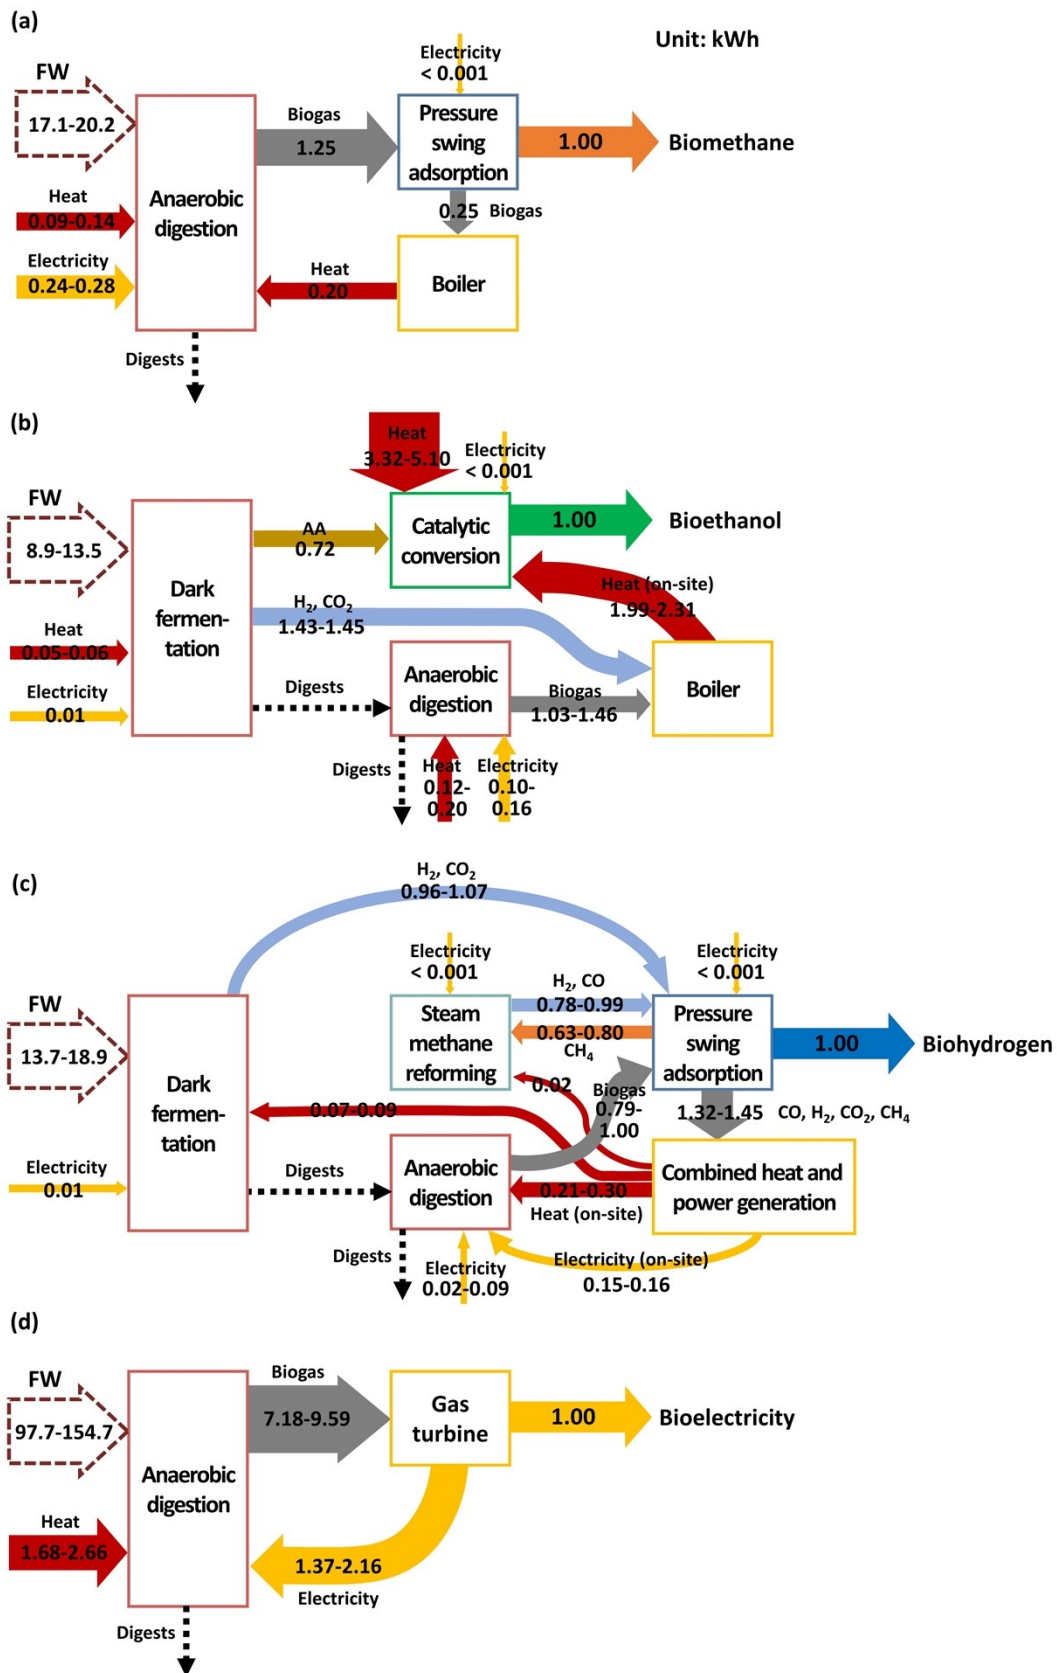 (a)
Unit: kWh
Electricity
< 0.001
FW
17.1-20.2
Biogas
1.25
Pressure
swing
adsorption
1.00
Biomethane
Heat
0.09-0.14
Anaerobic
digestion
0.25
Biogas
Electricity
0.24-0.28
Heat
0.20
Boiler
Digests
(b)
Heat
3.32-5.10
Electricity
< 0.001
FW
8.9-13.5
AA
0.72
Catalytic
conversion
1.00
Bioethanol
Dark
fermen-
tation
H₂, CO₂
1.43-1.45
Heat (on-site)
1.99-2.31
Heat
0.05-0.06
Electricity
0.01
Digests
Anaerobic
digestion
Biogas
1.03-1.46
Boiler
Digests
Heat
0.12-
0.20
Electricity
0.10-
0.16
(c)
H₂, CO₂
0.96-1.07
Electricity
< 0.001
Electricity
< 0.001
FW
13.7-18.9
Steam
methane
reforming
H₂, CO
0.78-0.99
0.63-0.80
CH₄
Pressure
swing
adsorption
1.00
Biohydrogen
Dark
fermen-
tation
0.07-0.09
0.02
Biogas
0.79-
1.00
1.32-1.45
CO, H₂, CO₂, CH₄
Electricity
0.01
Digests
Anaerobic
digestion
0.21-0.30
Heat (on-site)
Combined heat and
power generation
Digests
Electricity
0.02-0.09
Electricity (on-site)
0.15-0.16
(d)
FW
97.7-154.7
Biogas
7.18-9.59
Gas
turbine
1.00
Bioelectricity
Anaerobic
digestion
Heat
1.68-2.66
1.37-2.16
Electricity
Digests